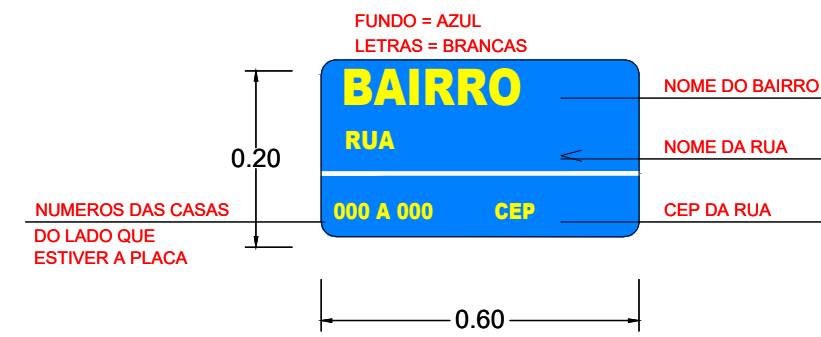 FUNDO = AZUL
LETRAS = BRANCAS
BAIRRO
NOME DO BAIRRO
RUA
NOME DA RUA
0.20
NUMEROS DAS CASAS
000 A 000 CEP
CEP DA RUA
DO LADO QUE
ESTIVER A PLACA
0.60